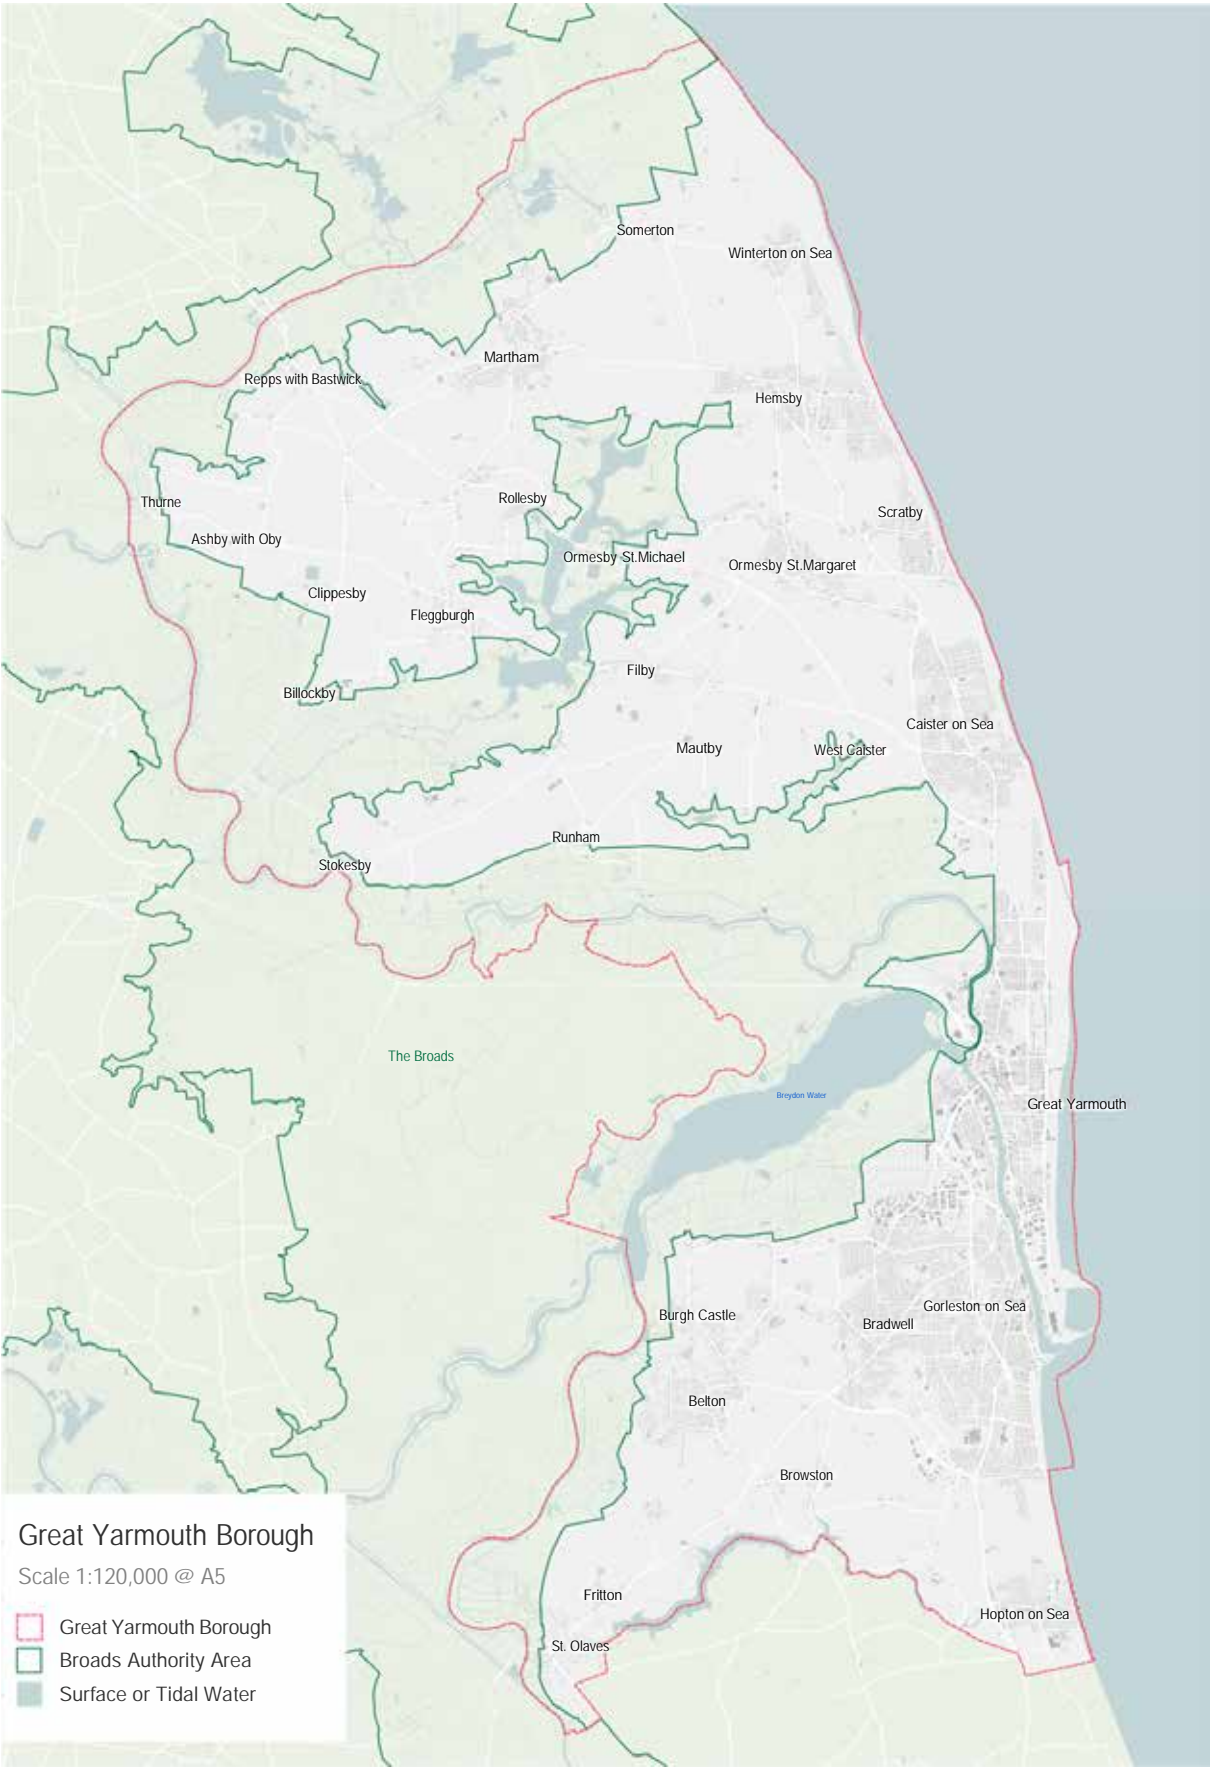 Somerton
Winterton on Sea
Martham
Repps with Bastwick
Hemsby
Rollesby
Thurne
Scratby
Ashby with Oby
Ormesby St.Michael
Ormesby St.Margaret
Clippesby
Fleggburgh
Filby
Billockby
Caister on Sea
Mautby
West Caister
Runham
Stokesby
The Broads
Breydon Water
Great Yarmouth
Burgh Castle
Gorleston on Sea
Bradwell
Belton
Browston
Fritton
Hopton on Sea
St. Olaves
Great Yarmouth Borough
Scale 1:120,000 @ A5
Great Yarmouth Borough
Broads Authority Area
Surface or Tidal Water